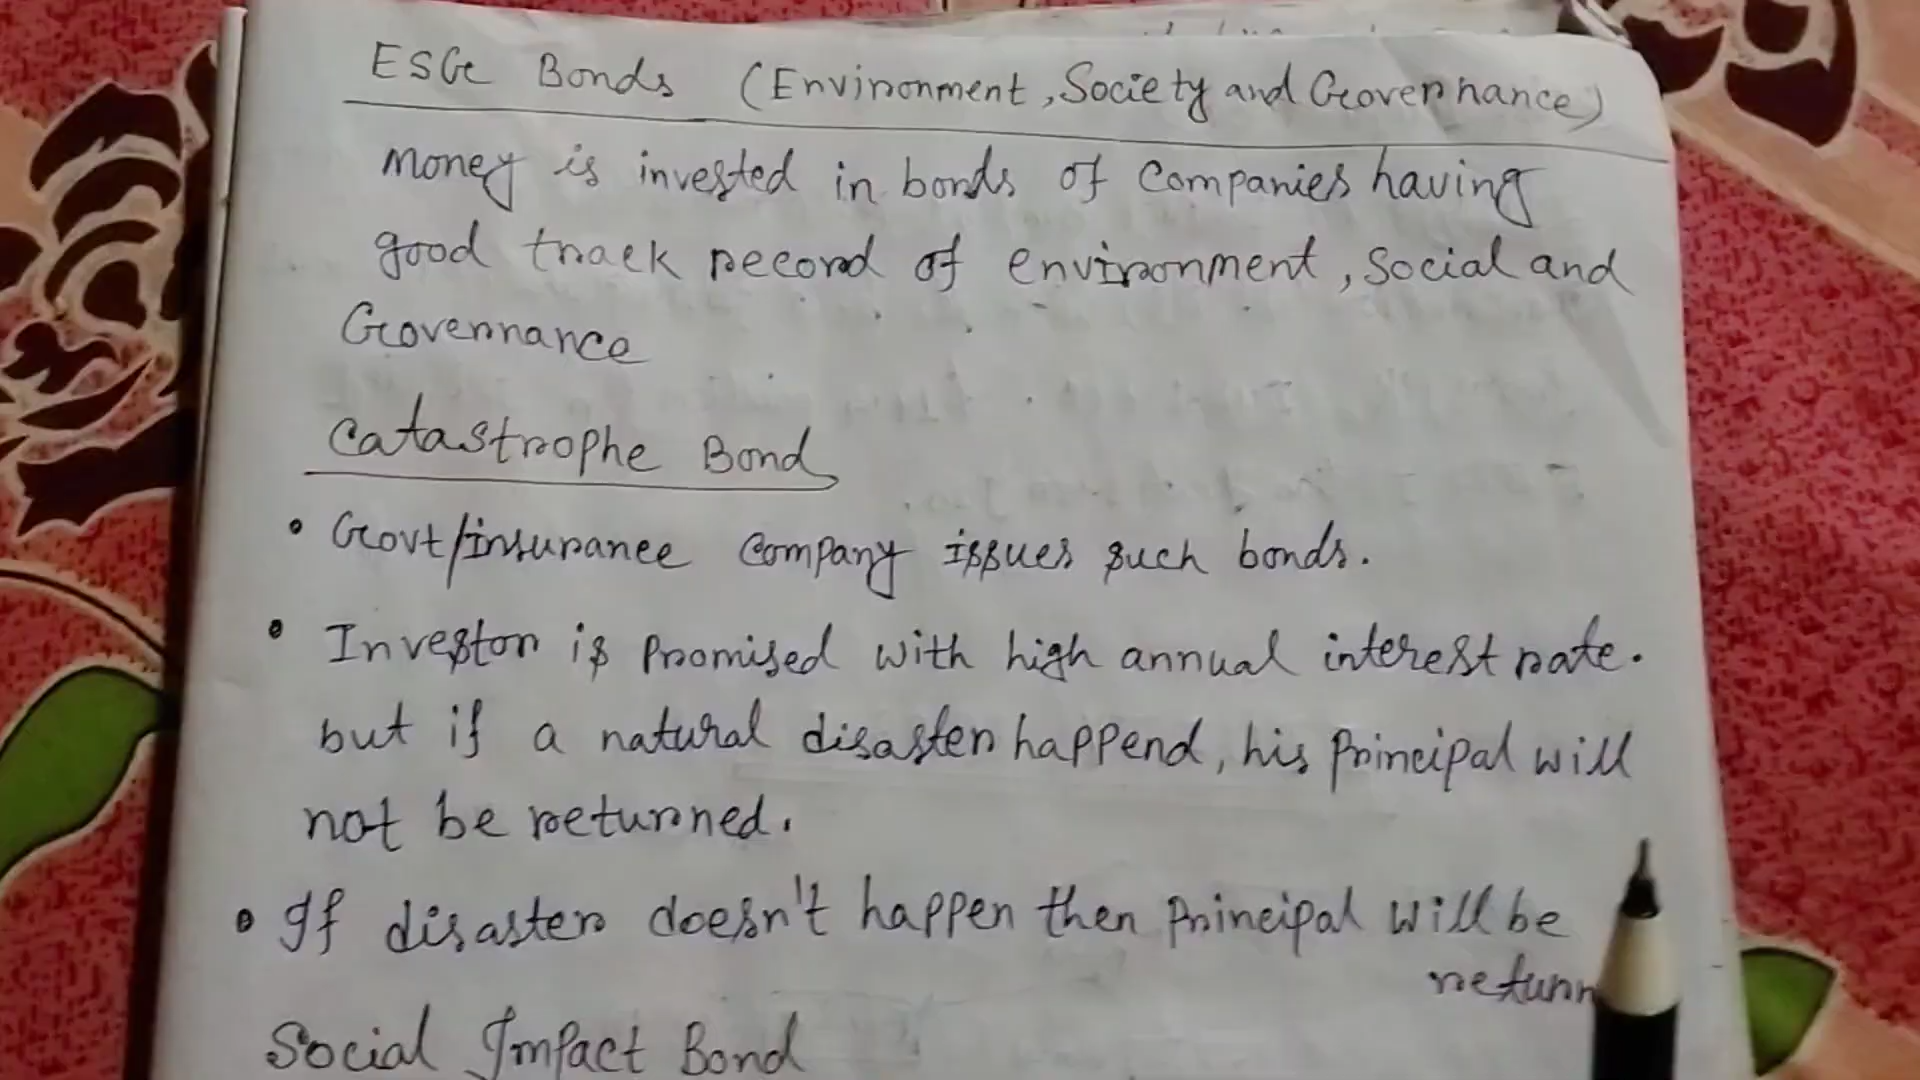 ESG Bonds (Environment, Society and Governance)
Money is invested in bonds of Companies having
good track record of environment, Social and
Governance
Catastrophe Bond
• Govt/insurance Company issues such bonds.
• Investor is Promised with high annual interest rate.
but if a natural disaster happend, his Principal will
not be returned.
• If disaster doesn't happen then Principal will be
Social Impact Bond